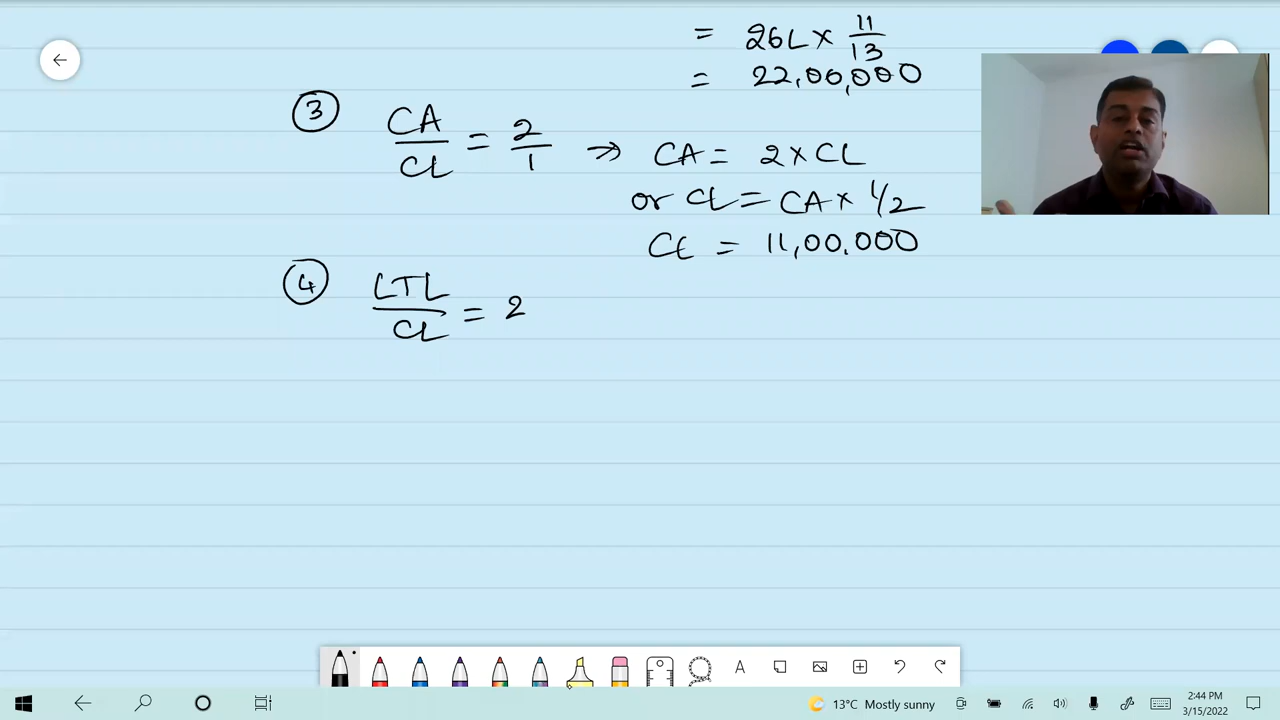 = 26L × 11/13
= 22,00,000
③ CA/CL = 2/1 → CA = 2 × CL
or CL = CA × 1/2
CL = 11,00,000
④ LTL/CL = 2
A
13°C Mostly sunny
2:44 PM
3/15/2022